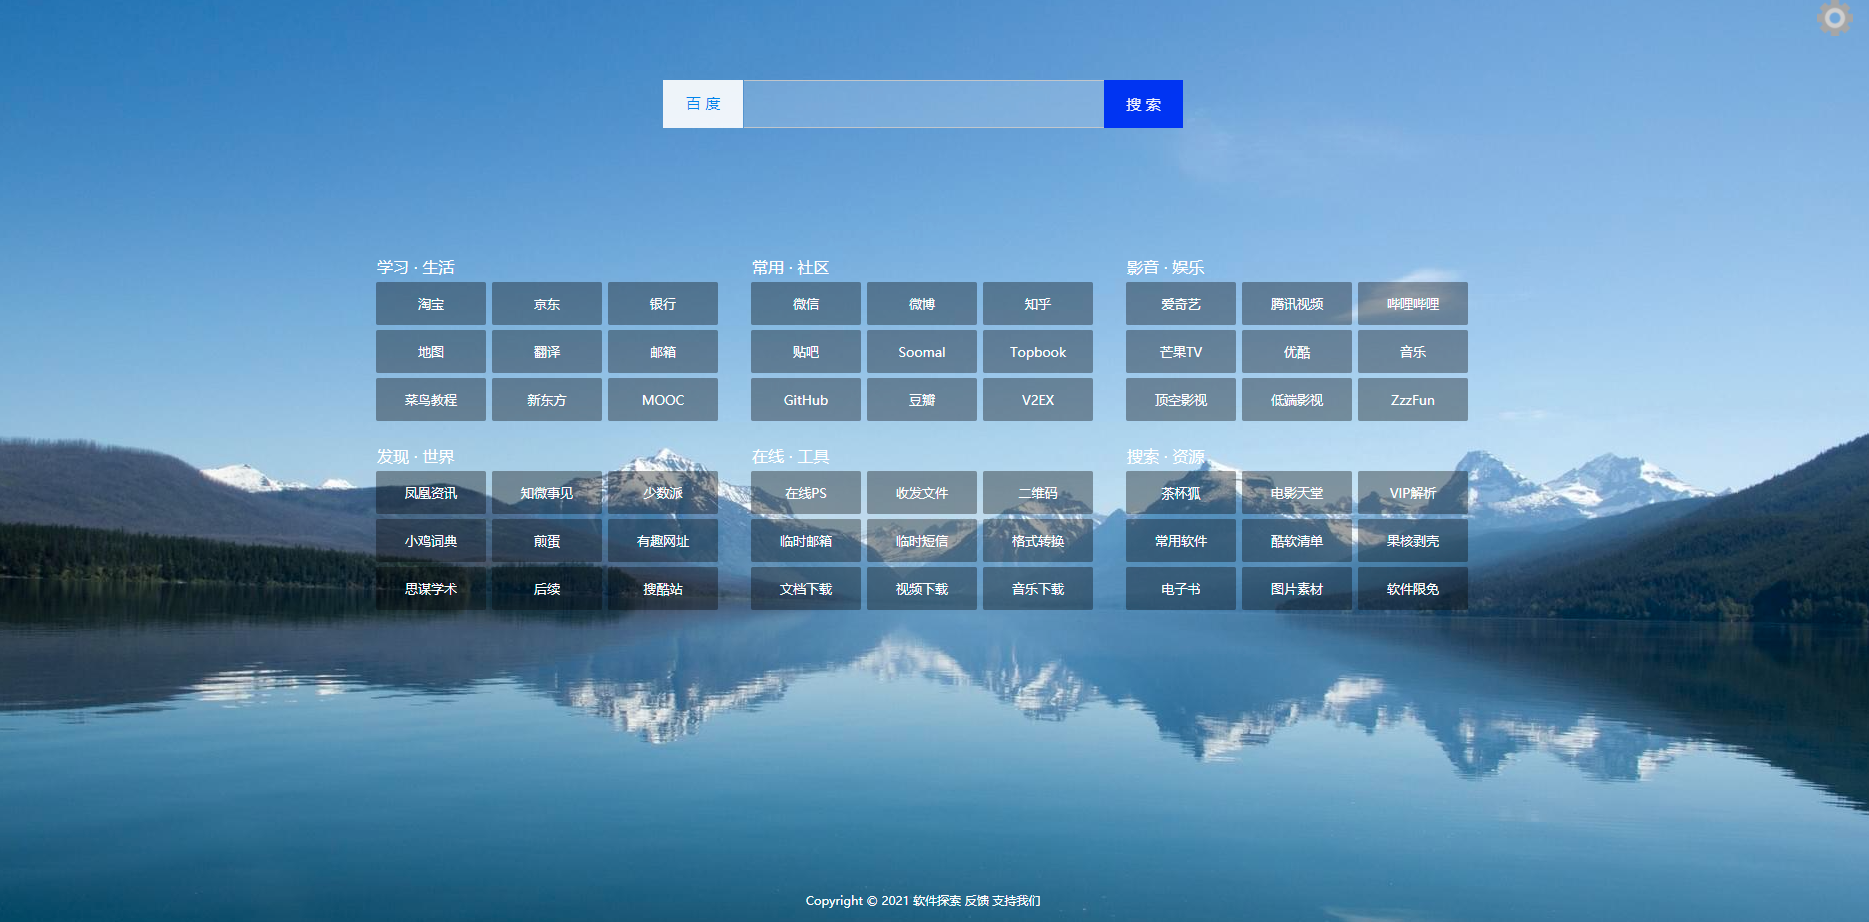 百 度 搜 索
学习 · 生活
淘宝 京东 银行
地图 翻译 邮箱
菜鸟教程 新东方 MOOC
常用 · 社区
微信 微博 知乎
贴吧 Soomal Topbook
GitHub 豆瓣 V2EX
影音 · 娱乐
爱奇艺 腾讯视频 哔哩哔哩
芒果TV 优酷 音乐
顶空影视 低端影视 ZzzFun
发现 · 世界
凤凰资讯 知微事见 少数派
小鸡词典 煎蛋 有趣网址
思谋学术 后续 搜酷站
在线 · 工具
在线PS 收发文件 二维码
临时邮箱 临时短信 格式转换
文档下载 视频下载 音乐下载
搜索 · 资源
茶杯狐 电影天堂 VIP解析
常用软件 酷软清单 果核剥壳
电子书 图片素材 软件限免
Copyright © 2021 软件探索 反馈 支持我们